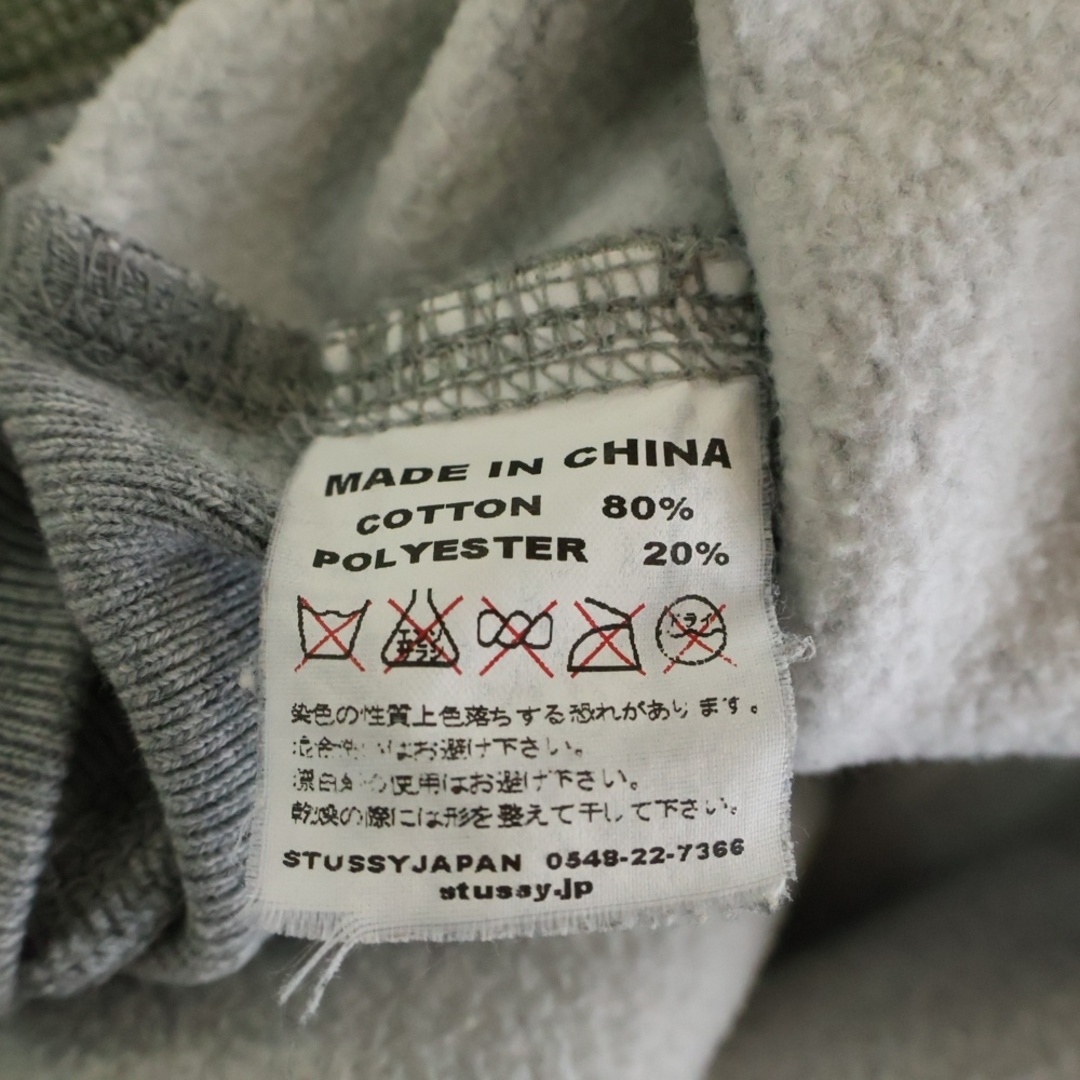 MADE IN CHINA
COTTON 80%
POLYESTER 20%
ドライ
染色の性質上色落ちする恐れがあります。
はお避け下さい。
の使用はお避け下さい。
乾燥の際には形を整えて干して下さい。
STUSSYJAPAN 0548-22-7366
stussy.jp